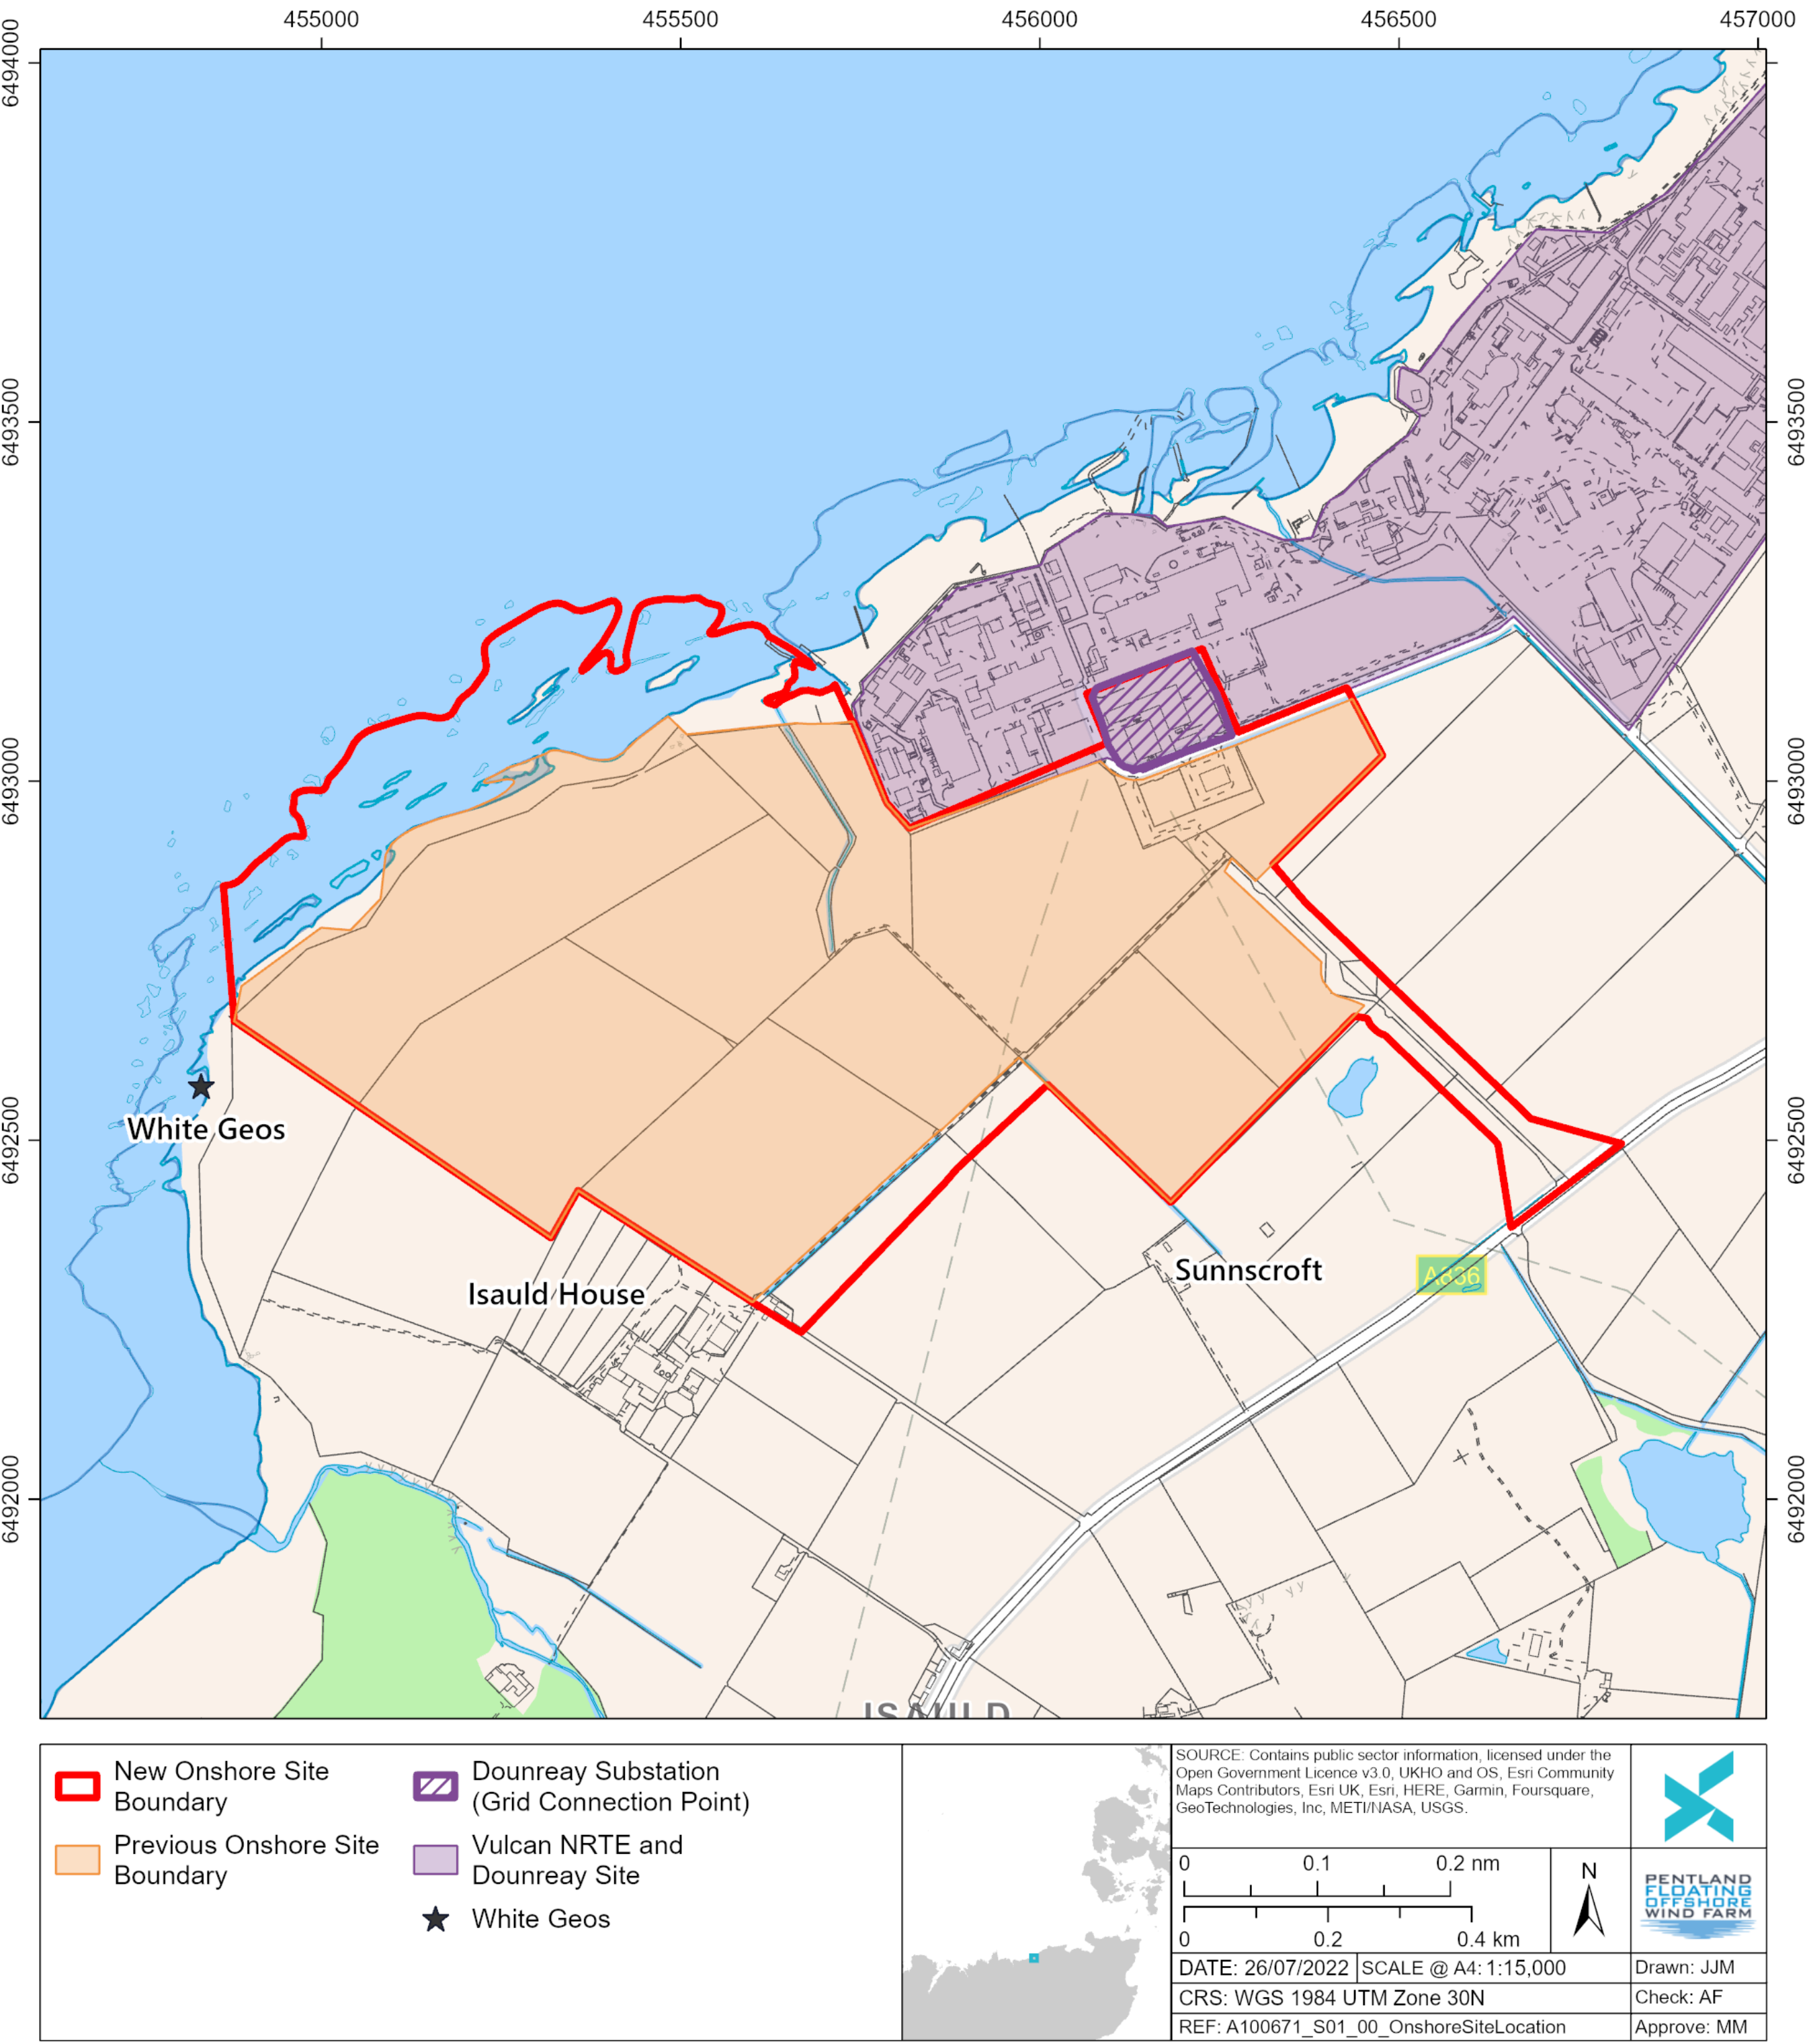 455000 455500 456000 456500 457000
6494000
6493500
6493000
6492500
6492000
6494000
6493500
6493000
6492500
6492000
White Geos
Isauld House
Sunnscroft
A836
ISAULD
New Onshore Site
Boundary
Previous Onshore Site
Boundary
Dounreay Substation
(Grid Connection Point)
Vulcan NRTE and
Dounreay Site
White Geos
SOURCE: Contains public sector information, licensed under the
Open Government Licence v3.0, UKHO and OS, Esri Community
Maps Contributors, Esri UK, Esri, HERE, Garmin, Foursquare,
GeoTechnologies, Inc, METI/NASA, USGS.
0 0.1 0.2 nm
0 0.2 0.4 km
N
PENTLAND
FLOATING
OFFSHORE
WIND FARM
DATE: 26/07/2022 SCALE @ A4: 1:15,000 Drawn: JJM
CRS: WGS 1984 UTM Zone 30N Check: AF
REF: A100671_S01_00_OnshoreSiteLocation Approve: MM